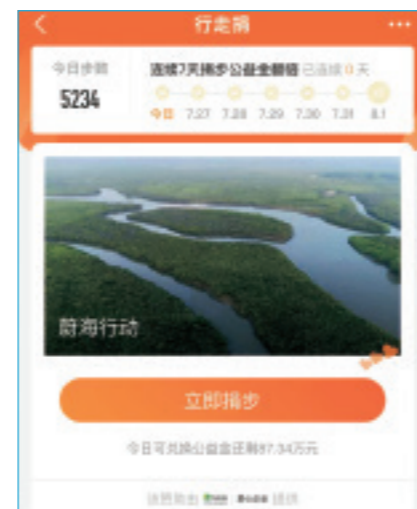 行走捐
今日步数
连续7天捐步公益金翻倍 已连续0天
5234
今日 7.27 7.28 7.29 7.30 7.31 8.1
蔚海行动
立即捐步
今日可兑换公益金还剩87.34万元
提供